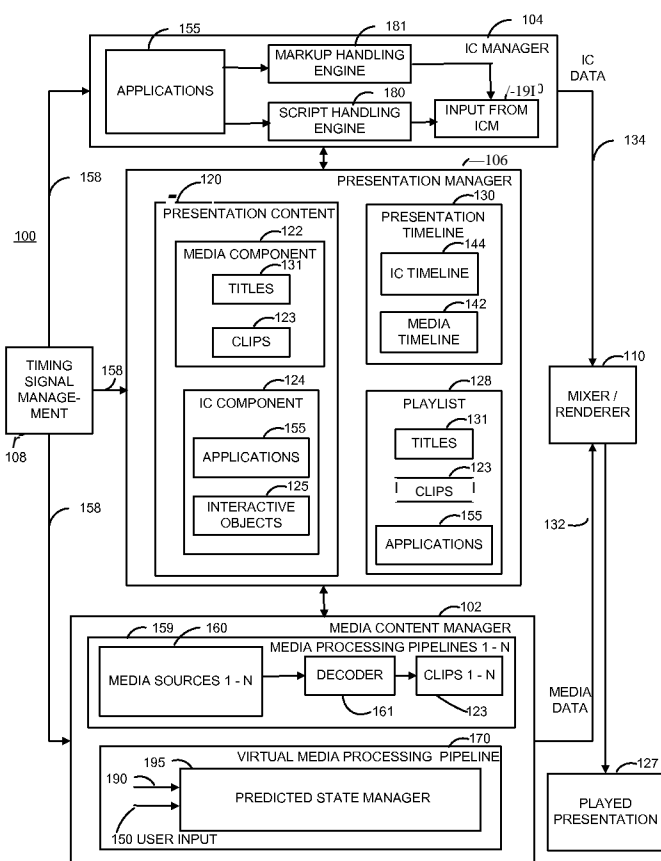 155
181
104
MARKUP HANDLING
ENGINE
IC MANAGER
APPLICATIONS
180
SCRIPT HANDLING
ENGINE
INPUT FROM
ICM
IC
DATA
134
158
106
PRESENTATION MANAGER
120
PRESENTATION CONTENT
122
MEDIA COMPONENT
131
TITLES
123
CLIPS
130
PRESENTATION
TIMELINE
144
IC TIMELINE
142
MEDIA
TIMELINE
100
TIMING
SIGNAL
MANAGE-
MENT
108
158
124
IC COMPONENT
155
APPLICATIONS
125
INTERACTIVE
OBJECTS
128
PLAYLIST
131
TITLES
123
CLIPS
155
APPLICATIONS
110
MIXER /
RENDERER
132
158
102
MEDIA CONTENT MANAGER
159
160
MEDIA PROCESSING PIPELINES 1 - N
MEDIA SOURCES 1 - N
DECODER
161
CLIPS 1 - N
123
MEDIA
DATA
170
VIRTUAL MEDIA PROCESSING PIPELINE
195
190
PREDICTED STATE MANAGER
150 USER INPUT
127
PLAYED
PRESENTATION